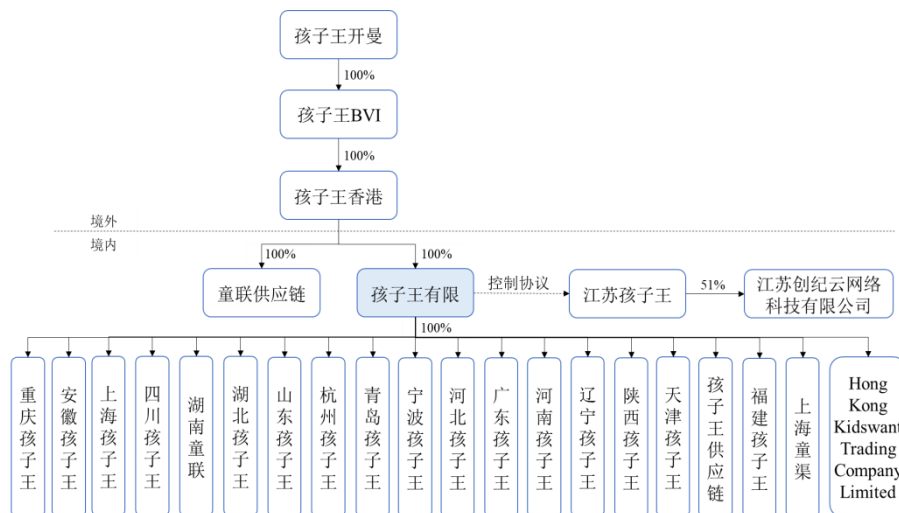 孩子王开曼
100%
孩子王BVI
100%
孩子王香港
境外
境内
100%
100%
童联供应链
孩子王有限
控制协议
江苏孩子王
51%
江苏创纪云网络
科技有限公司
100%
重庆孩子王
安徽孩子王
上海孩子王
四川孩子王
湖南童联
湖北孩子王
山东孩子王
杭州孩子王
青岛孩子王
宁波孩子王
河北孩子王
广东孩子王
河南孩子王
辽宁孩子王
陕西孩子王
天津孩子王
孩子王供应链
福建孩子王
上海童渠
Hong
Kong
Kidswant
Trading
Company
Limited